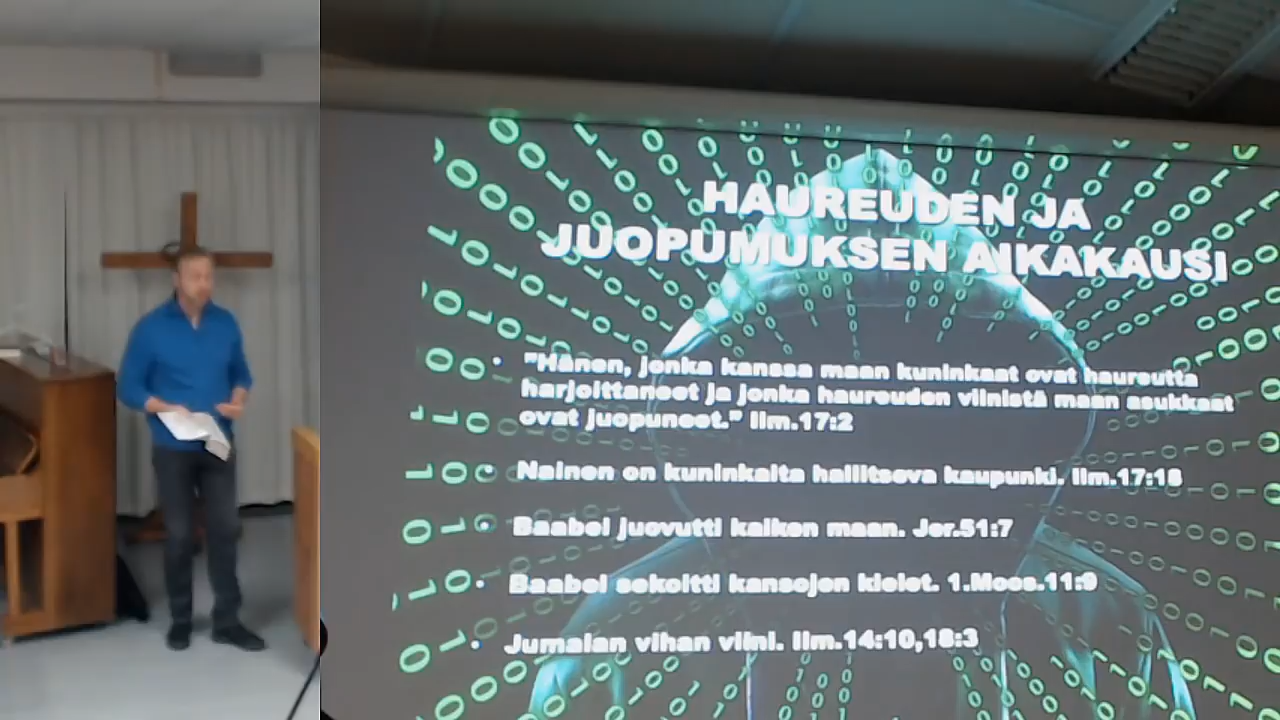 HAUREUDEN JA
JUOPUMUKSEN AIKAKAUSI
• "Hänen, jonka kanssa maan kuninkaat ovat haureutta
harjoittaneet ja jonka haureuden viinistä maan asukkaat
ovat juopuneet." Ilm.17:2
• Nainen on kuninkaita hallitseva kaupunki. Ilm.17:18
• Baabel juovutti kaiken maan. Jer.51:7
• Baabel sekoitti kansojen kielet. 1.Moos.11:9
• Jumalan vihan viini. Ilm.14:10,18:3